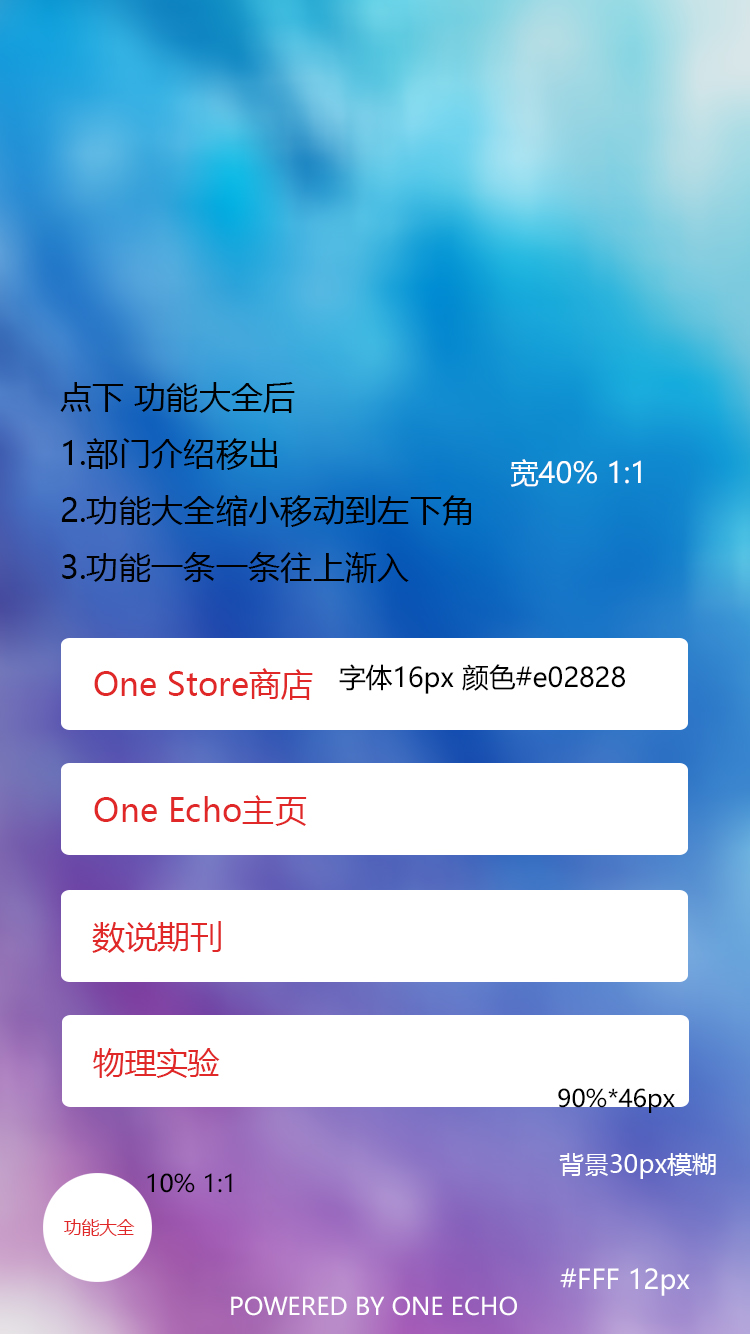 点下 功能大全后
1.部门介绍移出
宽40% 1:1
2.功能大全缩小移动到左下角
3.功能一条一条往上渐入
One Store商店
字体16px 颜色#e02828
One Echo主页
数说期刊
物理实验
90%*46px
背景30px模糊
10% 1:1
功能大全
#FFF 12px
POWERED BY ONE ECHO